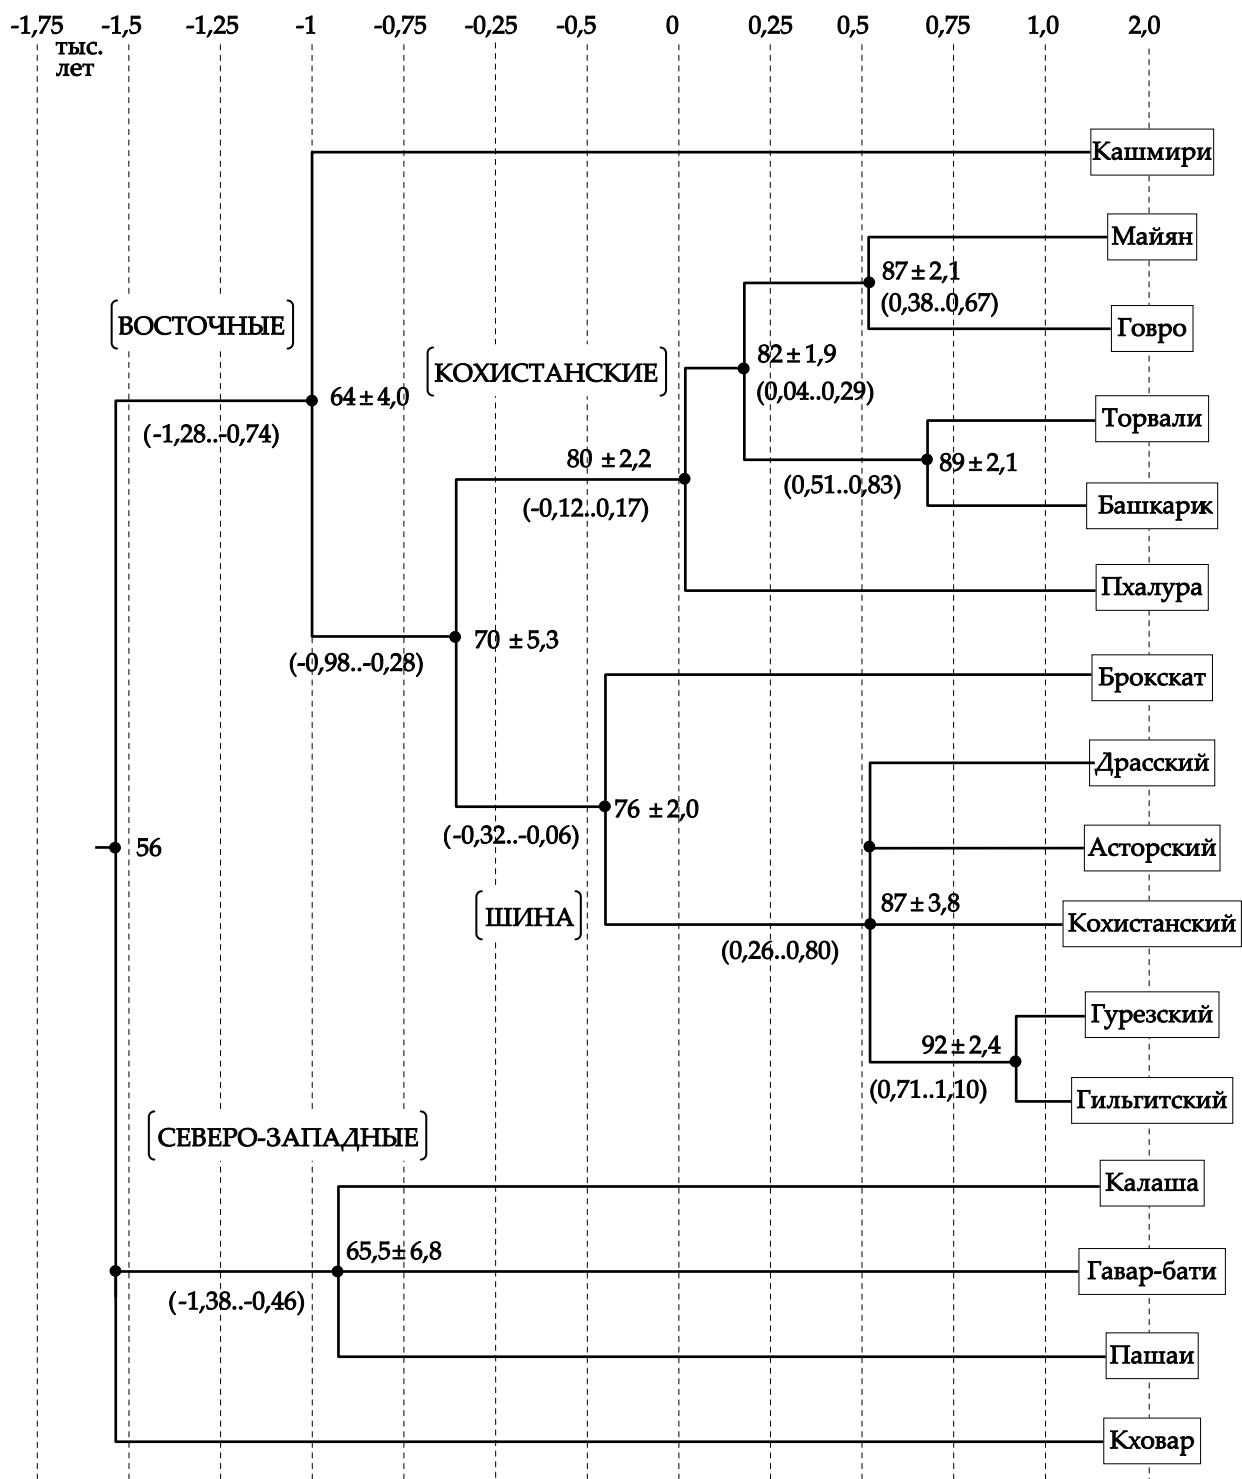 -1,75 -1,5 -1,25 -1 -0,75 -0,25 -0,5 0 0,25 0,5 0,75 1,0 2,0
тыс.
лет
Кашмири
Майян
87±2,1
(0,38..0,67)
[ВОСТОЧНЫЕ]
Говро
82±1,9
[КОХИСТАНСКИЕ]
(0,04..0,29)
64±4,0
Торвали
(-1,28..-0,74)
80 ±2,2
89±2,1
(0,51..0,83)
(-0,12..0,17)
Башкарик
Пхалура
70 ±5,3
(-0,98..-0,28)
Брокскат
Драсский
76 ±2,0
(-0,32..-0,06)
56
Асторский
87±3,8
[ШИНА]
Кохистанский
(0,26..0,80)
Гурезский
92±2,4
(0,71..1,10)
Гильгитский
[СЕВЕРО-ЗАПАДНЫЕ]
Калаша
65,5±6,8
Гавар-бати
(-1,38..-0,46)
Пашаи
Кховар